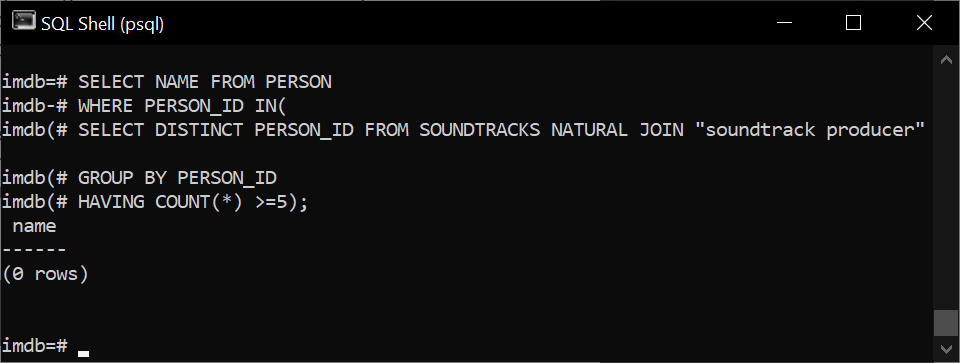 SQL Shell (psql)
imdb=# SELECT NAME FROM PERSON
imdb-# WHERE PERSON_ID IN(
imdb(# SELECT DISTINCT PERSON_ID FROM SOUNDTRACKS NATURAL JOIN "soundtrack producer"
imdb(# GROUP BY PERSON_ID
imdb(# HAVING COUNT(*) >=5);
 name
------
(0 rows)
imdb=#